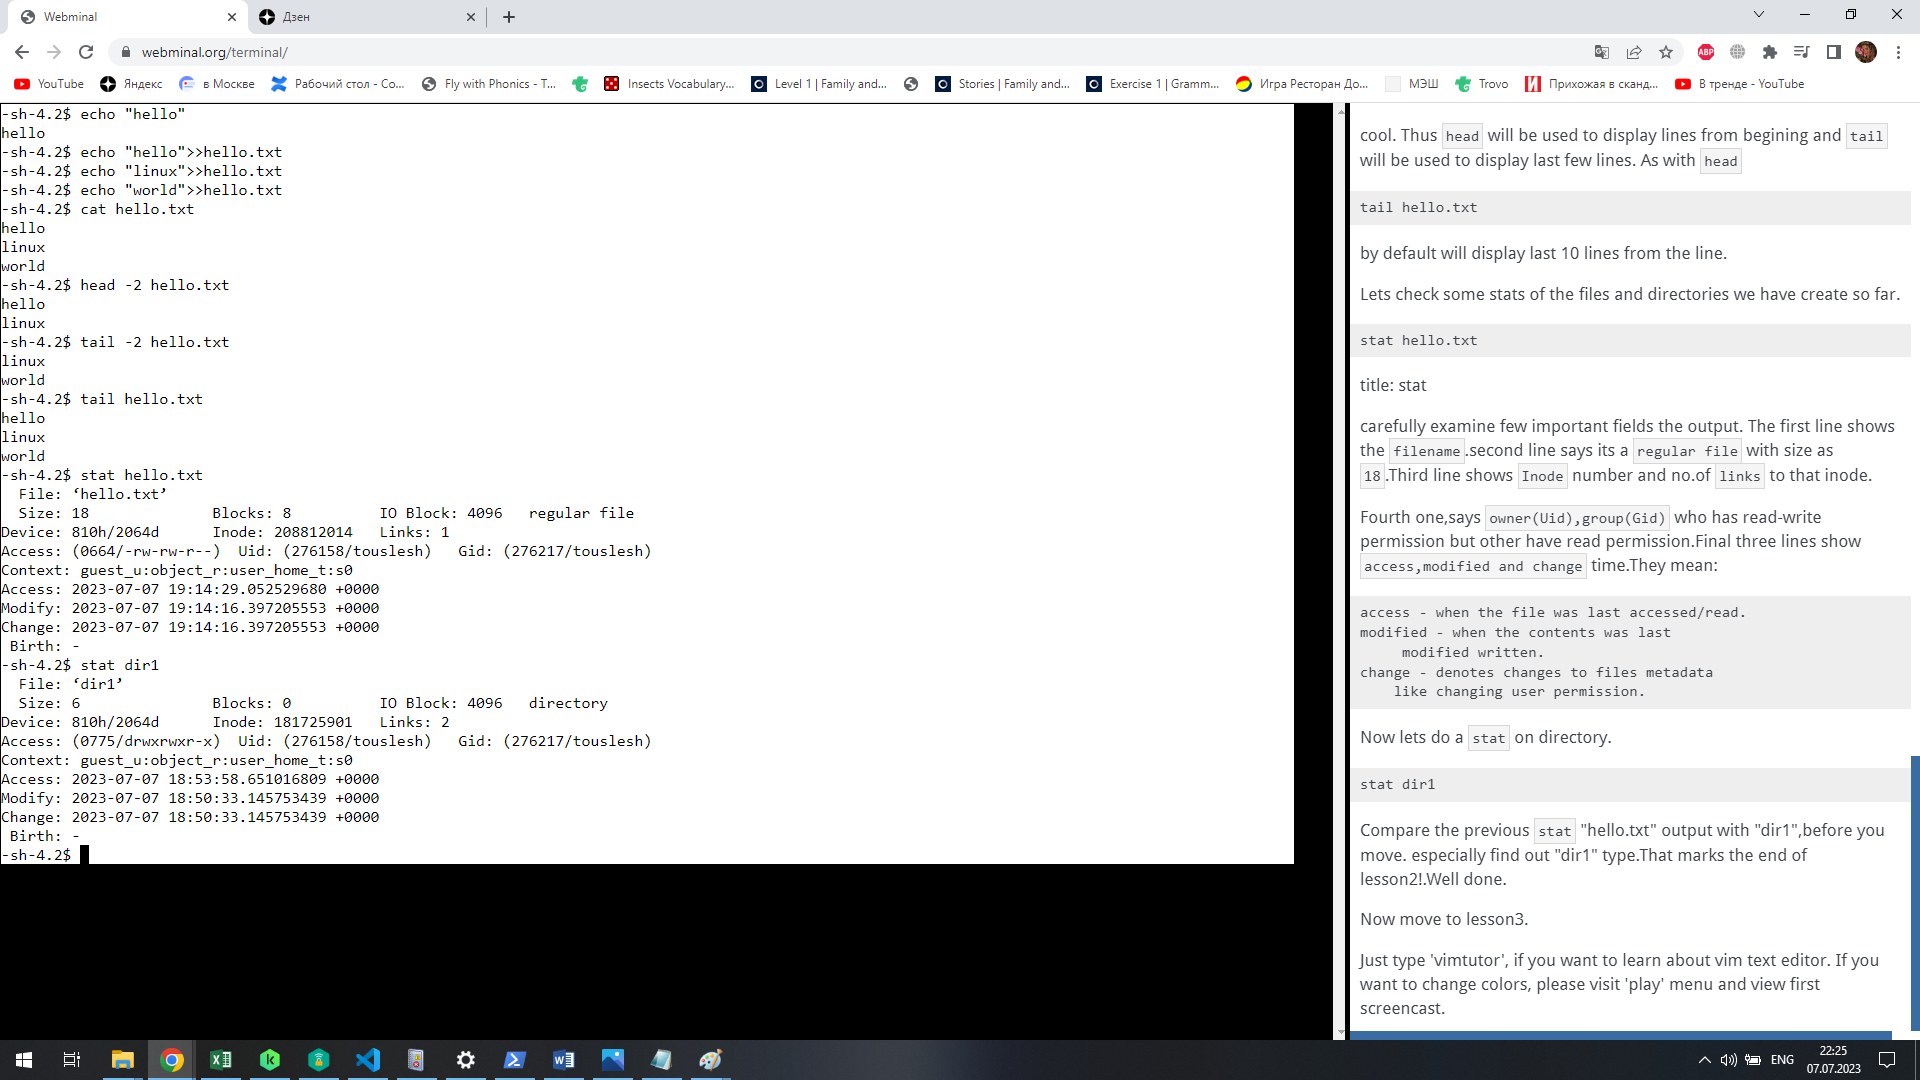 Webminal
Дзен
webminal.org/terminal/
ABP
YouTube
Яндекс
в Москве
Рабочий стол - Co...
Fly with Phonics - T...
Insects Vocabulary...
Level 1 | Family and...
Stories | Family and...
Exercise 1 | Gramm...
Игра Ресторан До...
МЭШ
Trovo
Прихожая в сканд...
В тренде - YouTube
-sh-4.2$ echo "hello"
hello
-sh-4.2$ echo "hello">>hello.txt
-sh-4.2$ echo "linux">>hello.txt
-sh-4.2$ echo "world">>hello.txt
-sh-4.2$ cat hello.txt
hello
linux
world
-sh-4.2$ head -2 hello.txt
hello
linux
-sh-4.2$ tail -2 hello.txt
linux
world
-sh-4.2$ tail hello.txt
hello
linux
world
-sh-4.2$ stat hello.txt
  File: ‘hello.txt’
  Size: 18              Blocks: 8          IO Block: 4096   regular file
Device: 810h/2064d      Inode: 208812014   Links: 1
Access: (0664/-rw-rw-r--)  Uid: (276158/touslesh)   Gid: (276217/touslesh)
Context: guest_u:object_r:user_home_t:s0
Access: 2023-07-07 19:14:29.052529680 +0000
Modify: 2023-07-07 19:14:16.397205553 +0000
Change: 2023-07-07 19:14:16.397205553 +0000
 Birth: -
-sh-4.2$ stat dir1
  File: ‘dir1’
  Size: 6               Blocks: 0          IO Block: 4096   directory
Device: 810h/2064d      Inode: 181725901   Links: 2
Access: (0775/drwxrwxr-x)  Uid: (276158/touslesh)   Gid: (276217/touslesh)
Context: guest_u:object_r:user_home_t:s0
Access: 2023-07-07 18:53:58.651016809 +0000
Modify: 2023-07-07 18:50:33.145753439 +0000
Change: 2023-07-07 18:50:33.145753439 +0000
 Birth: -
-sh-4.2$
cool. Thus head will be used to display lines from begining and tail
will be used to display last few lines. As with head
tail hello.txt
by default will display last 10 lines from the line.
Lets check some stats of the files and directories we have create so far.
stat hello.txt
title: stat
carefully examine few important fields the output. The first line shows
the filename.second line says its a regular file with size as
18.Third line shows Inode number and no.of links to that inode.
Fourth one,says owner(Uid),group(Gid) who has read-write
permission but other have read permission.Final three lines show
access,modified and change time.They mean:
access - when the file was last accessed/read.
modified - when the contents was last
modified written.
change - denotes changes to files metadata
like changing user permission.
Now lets do a stat on directory.
stat dir1
Compare the previous stat "hello.txt" output with "dir1",before you
move. especially find out "dir1" type.That marks the end of
lesson2!.Well done.
Now move to lesson3.
Just type 'vimtutor', if you want to learn about vim text editor. If you
want to change colors, please visit 'play' menu and view first
screencast.
ENG
22:25
07.07.2023